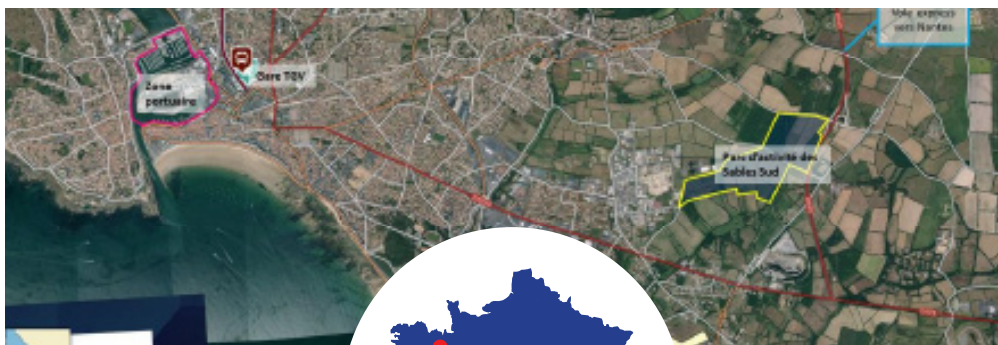 Voie express
vers Nantes
Gare TGV
Zone
portuaire
Parc d'activité des
Sables Sud